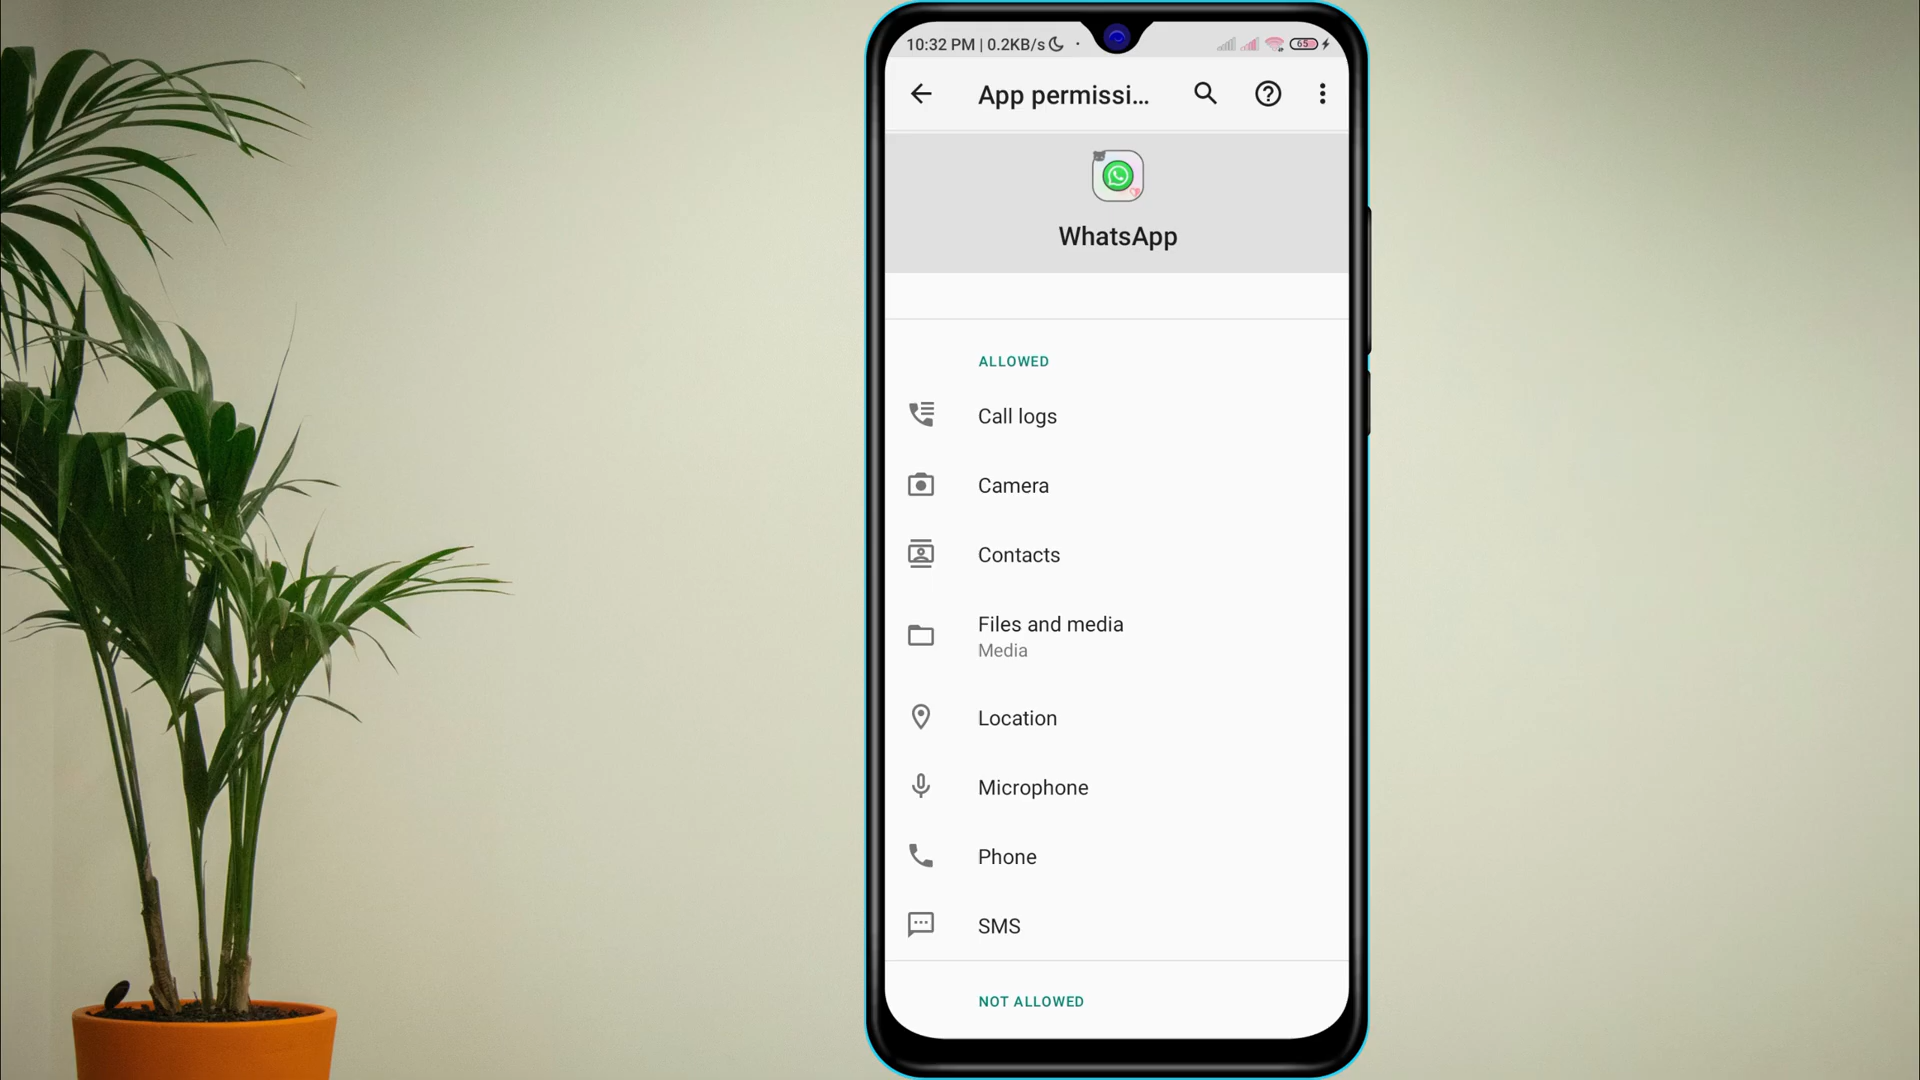 10:32 PM | 0.2KB/s
65
App permissi...
WhatsApp
ALLOWED
Call logs
Camera
Contacts
Files and media
Media
Location
Microphone
Phone
SMS
NOT ALLOWED